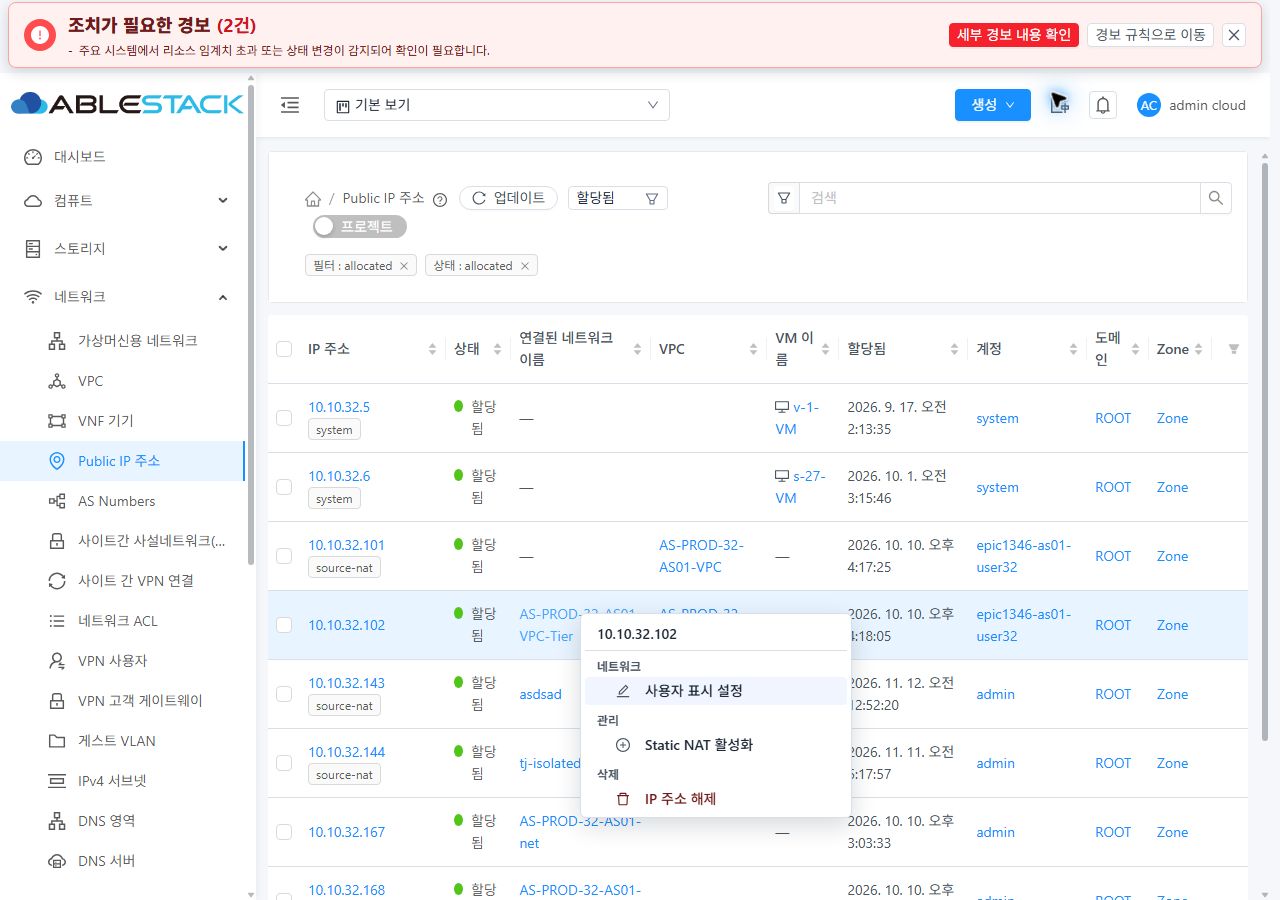 조치가 필요한 경보 (2건)
- 주요 시스템에서 리소스 임계치 초과 또는 상태 변경이 감지되어 확인이 필요합니다.
세부 경보 내용 확인
경보 규칙으로 이동
ABLESTACK
기본 보기
생성
AC
admin cloud
대시보드
컴퓨트
스토리지
네트워크
가상머신용 네트워크
VPC
VNF 기기
Public IP 주소
AS Numbers
사이트간 사설네트워크(...
사이트 간 VPN 연결
네트워크 ACL
VPN 사용자
VPN 고객 게이트웨이
게스트 VLAN
IPv4 서브넷
DNS 영역
DNS 서버
/ Public IP 주소
업데이트
할당됨
검색
프로젝트
필터 : allocated
상태 : allocated
IP 주소
상태
연결된 네트워크 이름
VPC
VM 이름
할당됨
계정
도메인
Zone
10.10.32.5
system
할당됨
—
v-1-VM
2026. 9. 17. 오전 2:13:35
system
ROOT
Zone
10.10.32.6
system
할당됨
—
s-27-VM
2026. 10. 1. 오전 3:15:46
system
ROOT
Zone
10.10.32.101
source-nat
할당됨
—
AS-PROD-32-AS01-VPC
—
2026. 10. 10. 오후 4:17:25
epic1346-as01-user32
ROOT
Zone
10.10.32.102
할당됨
AS-PROD-32-AS01-VPC-Tier
AS-PROD-32-
2026. 10. 10. 오후
:18:05
epic1346-as01-user32
ROOT
Zone
10.10.32.102
네트워크
사용자 표시 설정
관리
Static NAT 활성화
삭제
IP 주소 해제
10.10.32.143
source-nat
할당됨
asdsad
2026. 11. 12. 오전
2:52:20
admin
ROOT
Zone
10.10.32.144
source-nat
할당됨
tj-isolated
2026. 11. 11. 오전
:17:57
admin
ROOT
Zone
10.10.32.167
할당됨
AS-PROD-32-AS01-net
—
2026. 10. 10. 오후 3:03:33
admin
ROOT
Zone
10.10.32.168
할당
AS-PROD-32-AS01-
2026. 10. 10. 오후
admin
ROOT
Zone